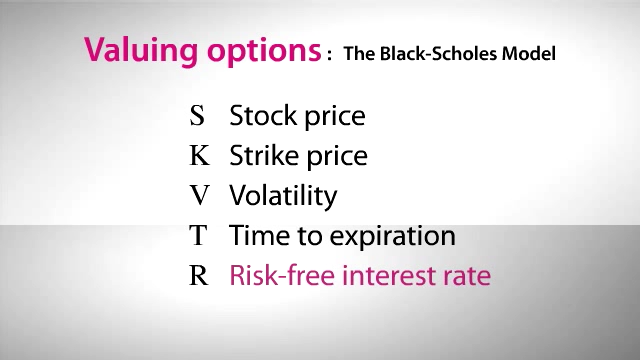 Valuing options : The Black-Scholes Model
S Stock price
K Strike price
V Volatility
T Time to expiration
R Risk-free interest rate